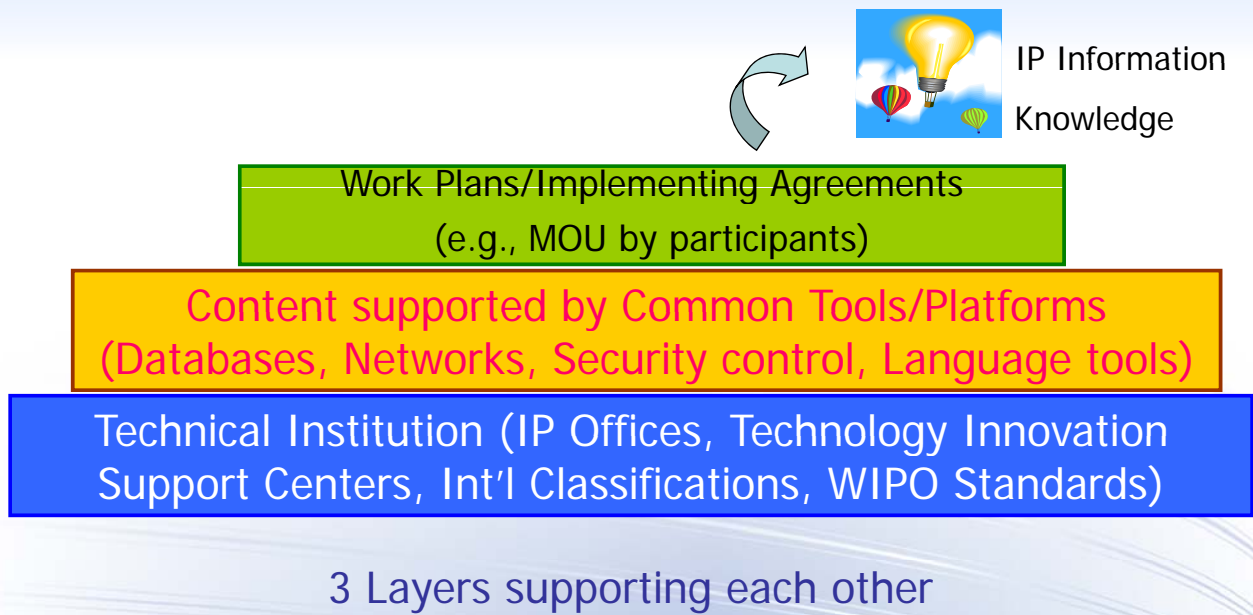 IP Information
Knowledge
Work Plans/Implementing Agreements
(e.g., MOU by participants)
Content supported by Common Tools/Platforms
(Databases, Networks, Security control, Language tools)
Technical Institution (IP Offices, Technology Innovation
Support Centers, Int'l Classifications, WIPO Standards)
3 Layers supporting each other